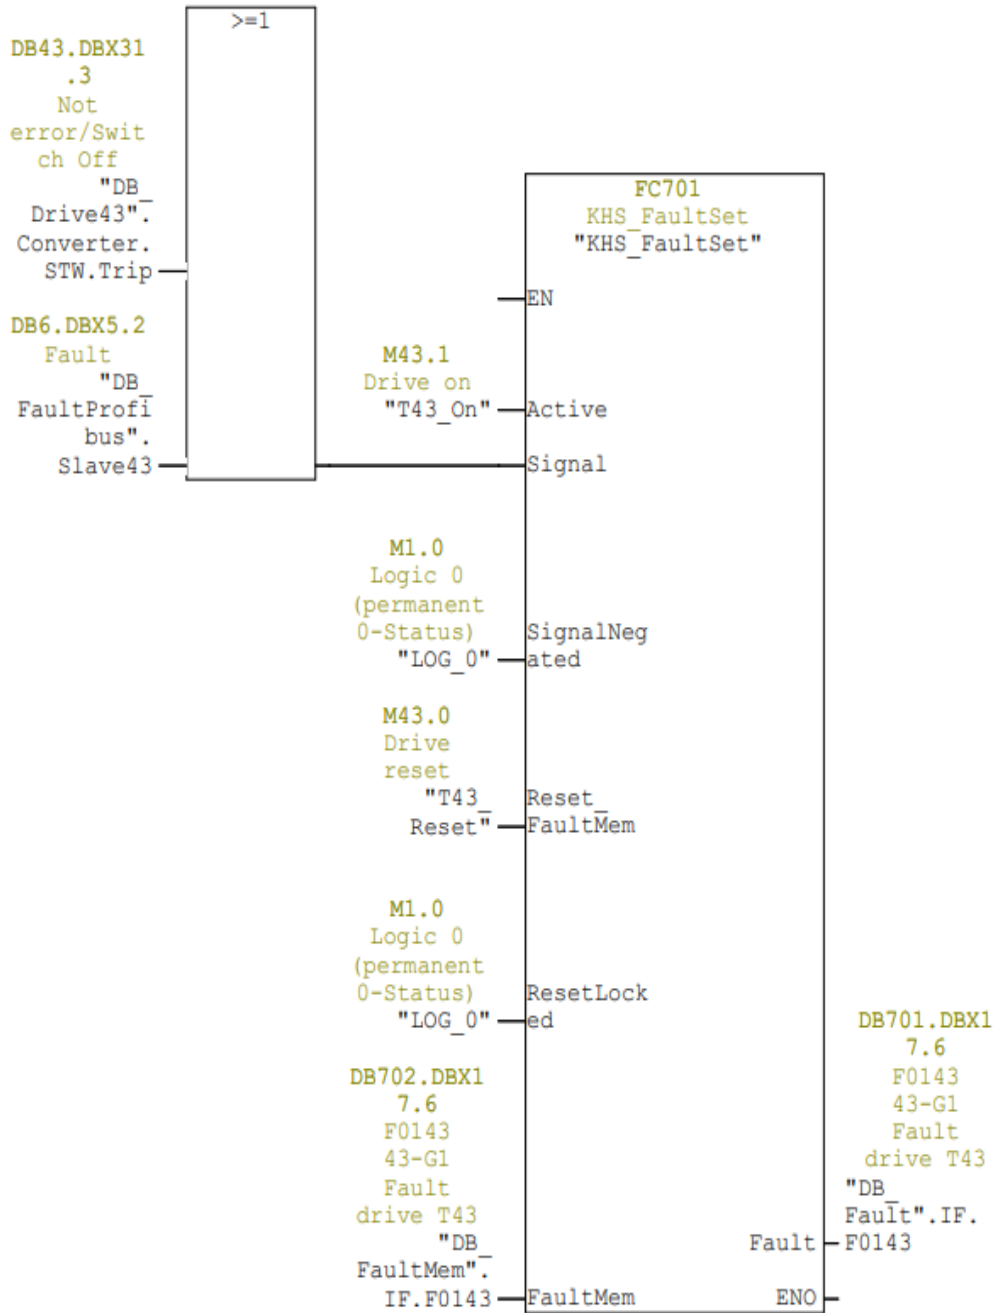 >=1
DB43.DBX31
.3
Not
error/Swit
ch Off
"DB_
Drive43".
Converter.
STW.Trip
DB6.DBX5.2
Fault
"DB_
FaultProfi
bus".
Slave43
FC701
KHS_FaultSet
"KHS_FaultSet"
EN
M43.1
Drive on
"T43_On"
Active
Signal
M1.0
Logic 0
(permanent
0-Status)
"LOG_0"
SignalNeg
ated
M43.0
Drive
reset
"T43_
Reset"
Reset_
FaultMem
M1.0
Logic 0
(permanent
0-Status)
"LOG_0"
ResetLock
ed
DB702.DBX1
7.6
F0143
43-G1
Fault
drive T43
"DB_
FaultMem".
IF.F0143
FaultMem
DB701.DBX1
7.6
F0143
43-G1
Fault
drive T43
"DB_
Fault".IF.
F0143
Fault
ENO